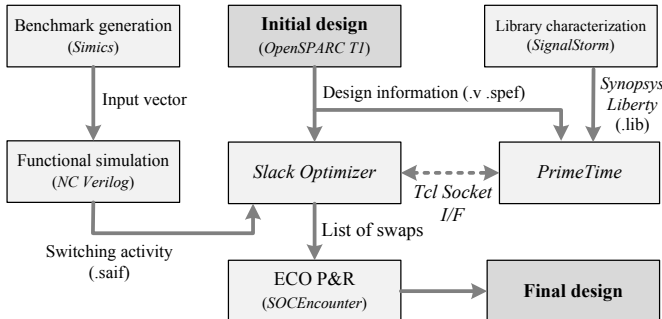 Benchmark generation
(Simics)
Initial design
(OpenSPARC T1)
Library characterization
(SignalStorm)
Input vector
Design information (.v .spef)
Synopsys
Liberty
(.lib)
Functional simulation
(NC Verilog)
Slack Optimizer
PrimeTime
Tcl Socket
I/F
Switching activity
(.saif)
List of swaps
ECO P&R
(SOCEncounter)
Final design